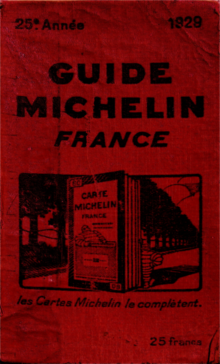 25e Année 1929
GUIDE
MICHELIN
FRANCE
CARTE
MICHELIN
FRANCE
les Cartes Michelin le complètent.
25 francs